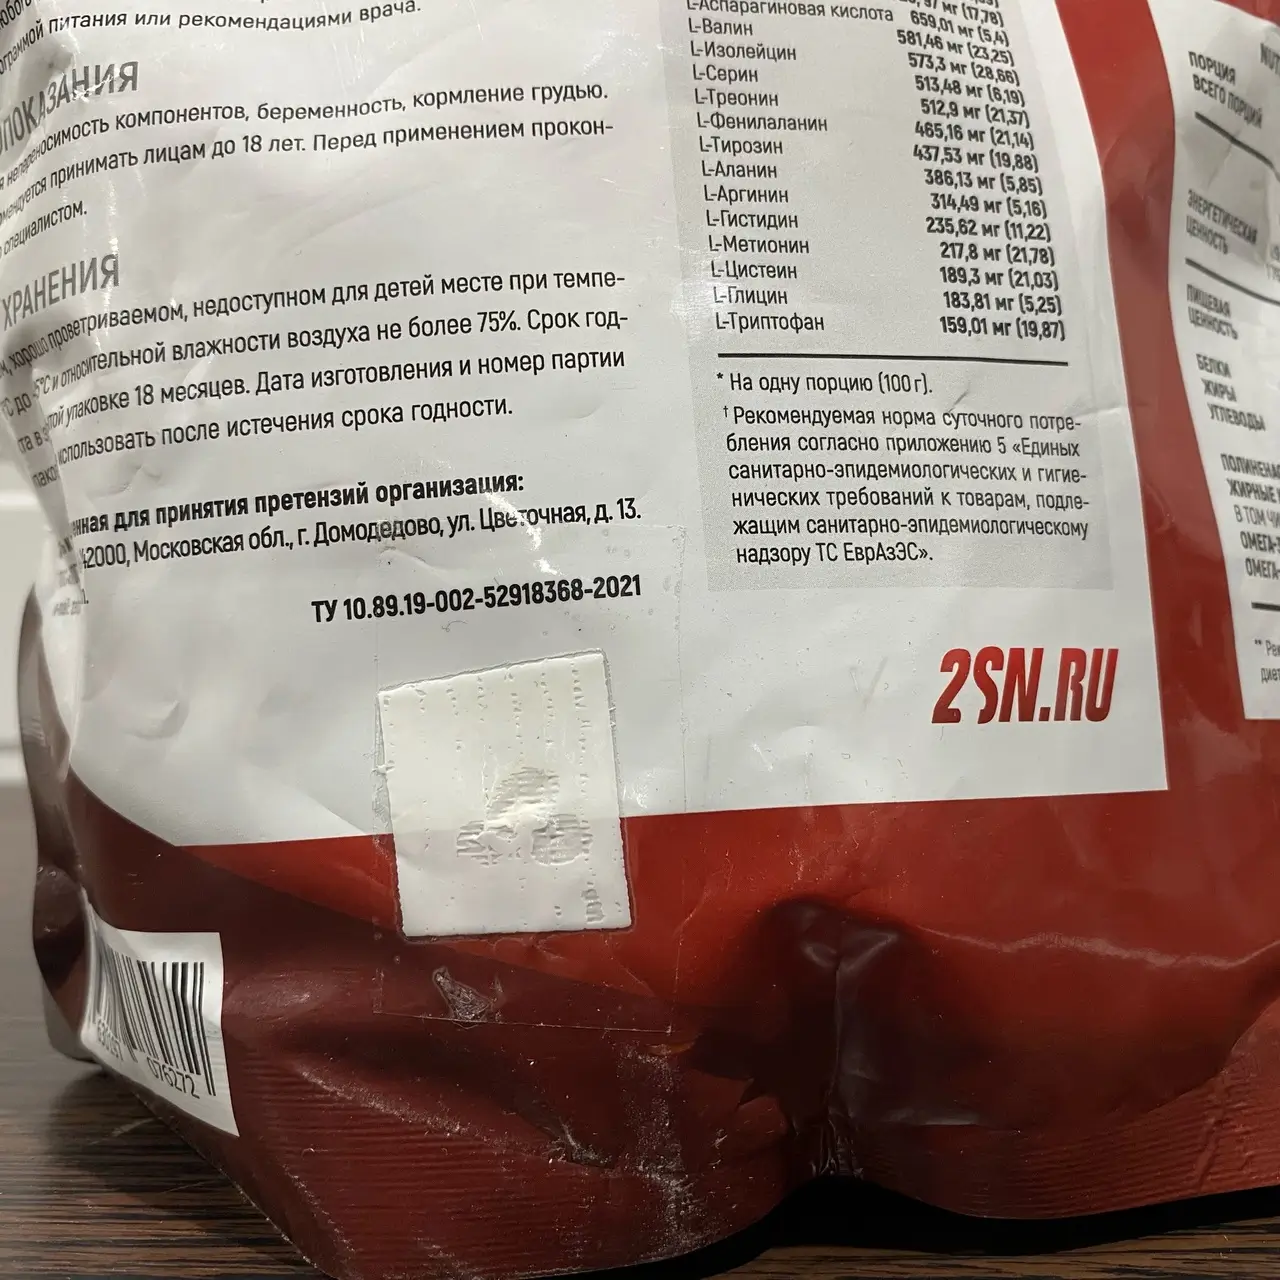 питания или рекомендациями врача.
компонентов, беременность, кормление грудью.
принимать лицам до 18 лет. Перед применением прокон-
специалистом.
ХРАНЕНИЯ
хорошо проветриваемом, недоступном для детей месте при темпе-
°С до и относительной влажности воздуха не более 75%. Срок год-
упаковке 18 месяцев. Дата изготовления и номер партии
использовать после истечения срока годности.
для принятия претензий организация:
Московская обл., г. Домодедово, ул. Цветочная, д. 13.
ТУ 10.89.19-002-52918368-2021
076272
L-Аспарагиновая кислота 659,01 мг (5,4)
L-Валин 581,46 мг (23,25)
L-Изолейцин 573,3 мг (28,66)
L-Серин 513,48 мг (6,19)
L-Треонин 512,9 мг (21,37)
L-Фенилаланин 465,16 мг (21,14)
L-Тирозин 437,53 мг (19,88)
L-Аланин 386,13 мг (5,85)
L-Аргинин 314,49 мг (5,16)
L-Гистидин 235,62 мг (11,22)
L-Метионин 217,8 мг (21,78)
L-Цистеин 189,3 мг (21,03)
L-Глицин 183,81 мг (5,25)
L-Триптофан 159,01 мг (19,87)
* На одну порцию (100 г).
† Рекомендуемая норма суточного потре-
бления согласно приложению 5 «Единых
санитарно-эпидемиологических и гигие-
нических требований к товарам, подле-
жащим санитарно-эпидемиологическому
надзору ТС ЕврАзЭС».
2SN.RU
ПОРЦИЯ
ВСЕГО ПОРЦИЙ
ЭНЕРГЕТИЧЕСКАЯ
ЦЕННОСТЬ
ПИЩЕВАЯ
ЦЕННОСТЬ
БЕЛКИ
ЖИРЫ
УГЛЕВОДЫ
ЖИРНЫЕ
В ТОМ
ОМЕГА-
ОМЕГА-